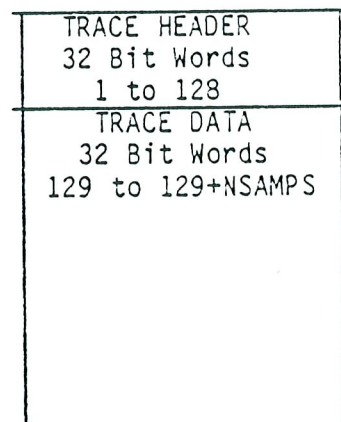 TRACE HEADER
32 Bit Words
1 to 128
TRACE DATA
32 Bit Words
129 to 129+NSAMPS